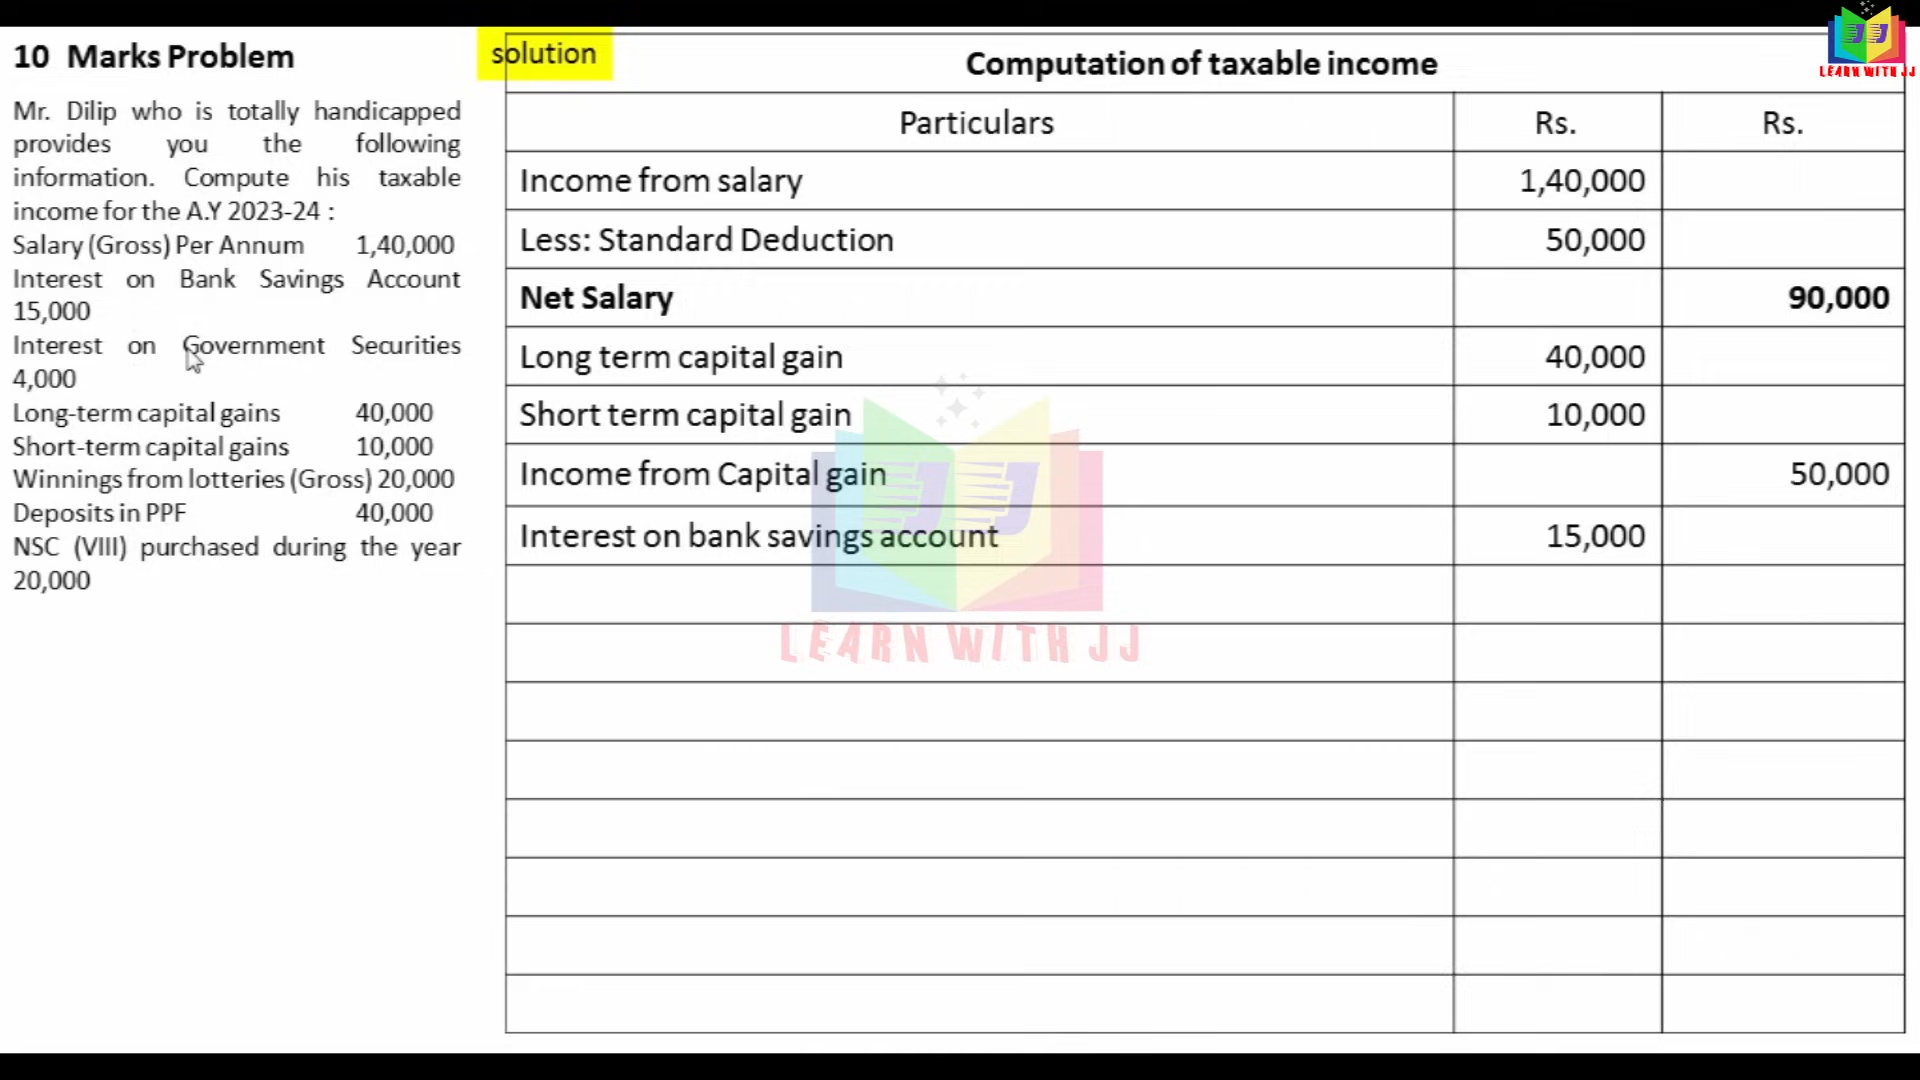 10 Marks Problem
Mr. Dilip who is totally handicapped
provides you the following
information. Compute his taxable
income for the A.Y 2023-24 :
Salary (Gross) Per Annum 1,40,000
Interest on Bank Savings Account
15,000
Interest on Government Securities
4,000
Long-term capital gains 40,000
Short-term capital gains 10,000
Winnings from lotteries (Gross) 20,000
Deposits in PPF 40,000
NSC (VIII) purchased during the year
20,000
solution
Computation of taxable income
Particulars Rs. Rs.
Income from salary 1,40,000
Less: Standard Deduction 50,000
Net Salary 90,000
Long term capital gain 40,000
Short term capital gain 10,000
Income from Capital gain 50,000
Interest on bank savings account 15,000
JJ
LEARN WITH JJ
JJ
LEARN WITH JJ